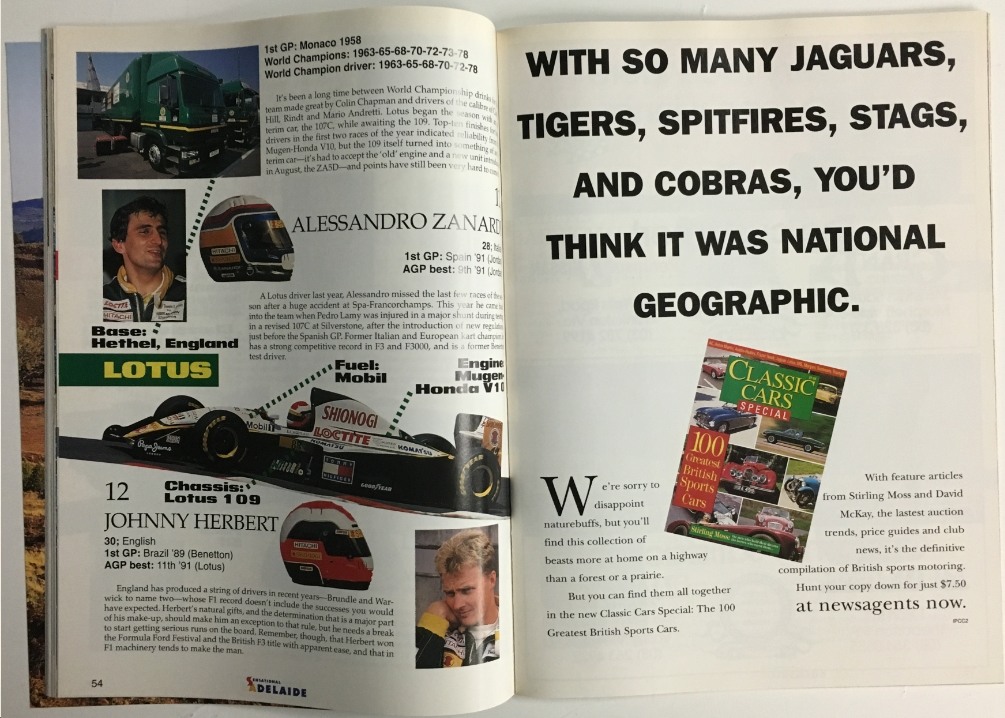 1st GP: Monaco 1958
World Champions: 1963-65-68-70-72-73-78
World Champion driver: 1963-65-68-70-72-78
It's been a long time between World Championship drinks
team made great by Colin Chapman and drivers of the calibre of
Hill, Rindt and Mario Andretti. Lotus began the season with
terim car, the 107C, while awaiting the 109. Top-ten finishes
drivers in the first two races of the year indicated reliability
Mugen-Honda V10, but the 109 itself turned into something of
terim car—it's had to accept the 'old' engine and a new unit
in August, the ZA5D—and points have still been very hard to
ALESSANDRO ZANARD
28;
1st GP: Spain '91
AGP best: 9th '91
A Lotus driver last year, Alessandro missed the last few races of the
son after a huge accident at Spa-Francorchamps. This year he came
into the team when Pedro Lamy was injured in a major shunt during
in a revised 107C at Silverstone, after the introduction of new
just before the Spanish GP. Former Italian and European kart champion
has a strong competitive record in F3 and F3000, and is a former
test driver.
LOCTITE
HITACHI
HITACHI
Base:
Hethel, England
LOTUS
Fuel:
Mobil
Engine
Mugen-
Honda V10
SHIONOGI
LOCTITE
KOMATSU
KOMATSU
Mobil
Pepe Jeans
TOMMY
HILFIGER
GOODYEAR
Chassis:
Lotus 109
12
JOHNNY HERBERT
30; English
1st GP: Brazil '89 (Benetton)
AGP best: 11th '91 (Lotus)
HITACHI
England has produced a string of drivers in recent years—Brundle and War-
wick to name two—whose F1 record doesn't include the successes you would
have expected. Herbert's natural gifts, and the determination that is a major part
of his make-up, should make him an exception to that rule, but he needs a break
to start getting serious runs on the board. Remember, though, that Herbert won
the Formula Ford Festival and the British F3 title with apparent ease, and that in
F1 machinery tends to make the man.
54
SENSATIONAL
ADELAIDE
WITH SO MANY JAGUARS,
TIGERS, SPITFIRES, STAGS,
AND COBRAS, YOU'D
THINK IT WAS NATIONAL
GEOGRAPHIC.
CLASSIC
CARS
SPECIAL
100
Greatest
British
Sports
Cars
Stirling Moss
We're sorry to
disappoint
naturebuffs, but you'll
find this collection of
beasts more at home on a highway
than a forest or a prairie.
But you can find them all together
in the new Classic Cars Special: The 100
Greatest British Sports Cars.
With feature articles
from Stirling Moss and David
McKay, the lastest auction
trends, price guides and club
news, it's the definitive
compilation of British sports motoring.
Hunt your copy down for just $7.50
at newsagents now.
IPCC2